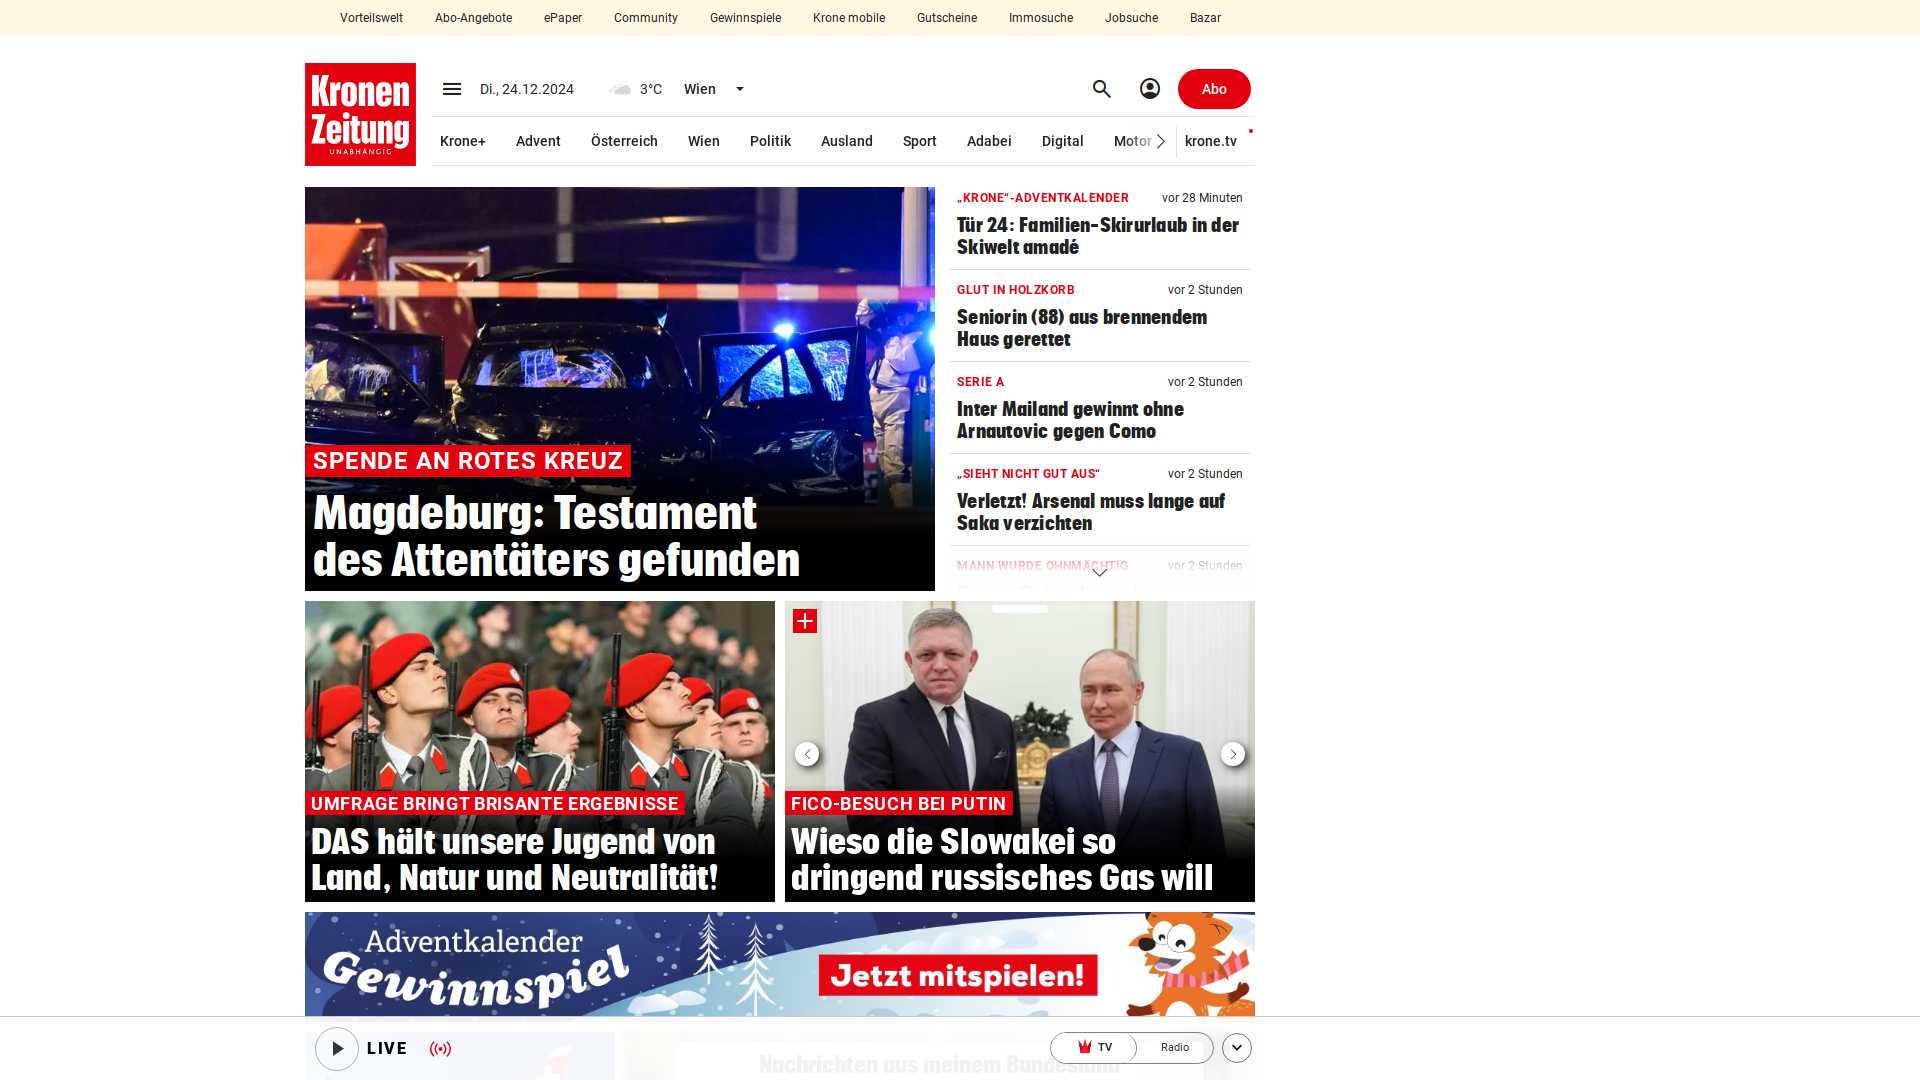 Vorteilswelt Abo-Angebote ePaper Community Gewinnspiele Krone mobile Gutscheine Immosuche Jobsuche Bazar
Kronen
Zeitung
UNABHÄNGIG
Di., 24.12.2024 3°C Wien Abo
Krone+ Advent Österreich Wien Politik Ausland Sport Adabei Digital Motor krone.tv
SPENDE AN ROTES KREUZ
Magdeburg: Testament
des Attentäters gefunden
„KRONE“-ADVENTKALENDER vor 28 Minuten
Tür 24: Familien-Skirurlaub in der
Skiwelt amadé
GLUT IN HOLZKORB vor 2 Stunden
Seniorin (88) aus brennendem
Haus gerettet
SERIE A vor 2 Stunden
Inter Mailand gewinnt ohne
Arnautovic gegen Como
„SIEHT NICHT GUT AUS“ vor 2 Stunden
Verletzt! Arsenal muss lange auf
Saka verzichten
MANN WURDE OHNMÄCHTIG vor 2 Stunden
UMFRAGE BRINGT BRISANTE ERGEBNISSE
DAS hält unsere Jugend von
Land, Natur und Neutralität!
FICO-BESUCH BEI PUTIN
Wieso die Slowakei so
dringend russisches Gas will
Adventkalender
Gewinnspiel
Jetzt mitspielen!
LIVE TV Radio
Nachrichten aus meinem Bundesland